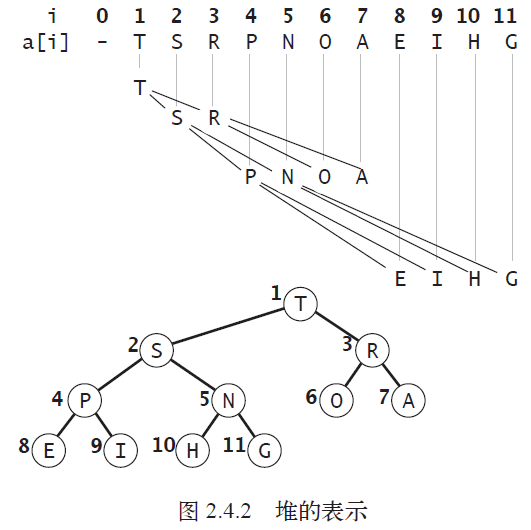 i 0 1 2 3 4 5 6 7 8 9 10 11
a[i] - T S R P N O A E I H G
T
S R
P N O A
E I H G
1 T
2 S 3 R
4 P 5 N 6 O 7 A
8 E 9 I 10 H 11 G
图 2.4.2 堆的表示